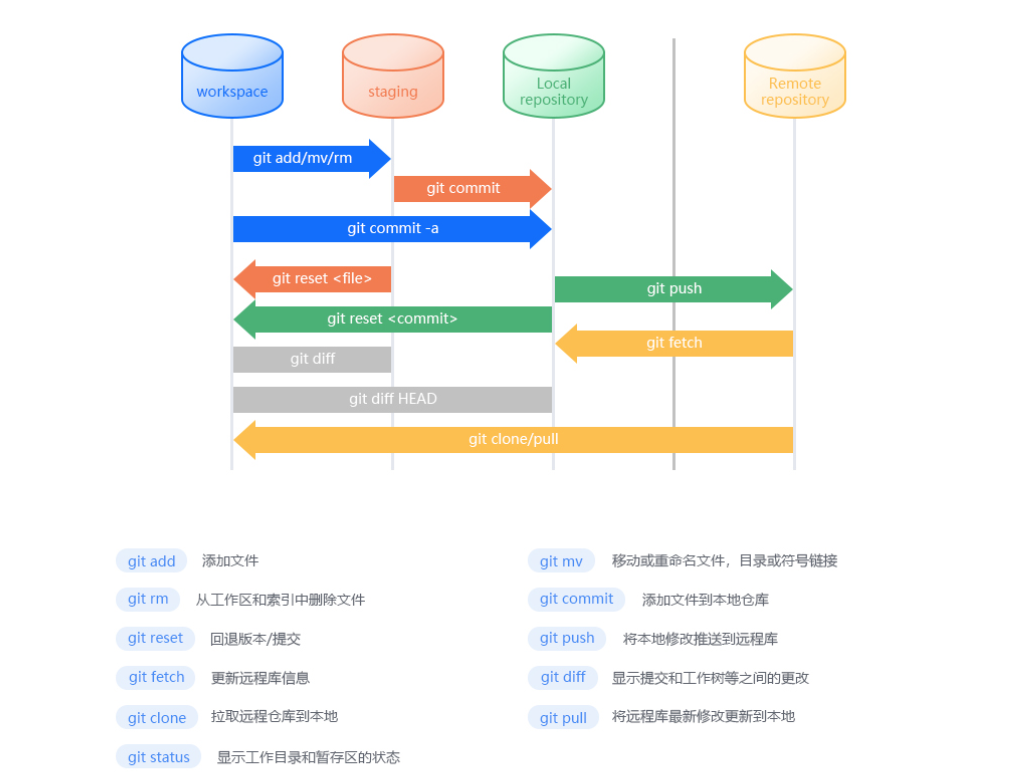 workspace
staging
Local
repository
Remote
repository
git add/mv/rm
git commit
git commit -a
git reset <file>
git push
git reset <commit>
git fetch
git diff
git diff HEAD
git clone/pull
git add 添加文件
git mv 移动或重命名文件，目录或符号链接
git rm 从工作区和索引中删除文件
git commit 添加文件到本地仓库
git reset 回退版本/提交
git push 将本地修改推送到远程库
git fetch 更新远程库信息
git diff 显示提交和工作树等之间的更改
git clone 拉取远程仓库到本地
git pull 将远程库最新修改更新到本地
git status 显示工作目录和暂存区的状态